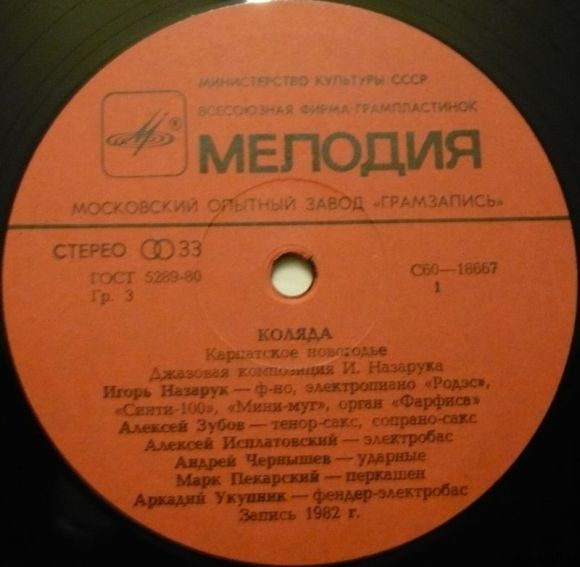 МИНИСТЕРСТВО КУЛЬТУРЫ СССР
ВСЕСОЮЗНАЯ ФИРМА ГРАМПЛАСТИНОК
®
МЕЛОДИЯ
МОСКОВСКИЙ ОПЫТНЫЙ ЗАВОД «ГРАМЗАПИСЬ»
СТЕРЕО 33
ГОСТ 5289-80
Гр. 3
С60—18667
1
КОЛЯДА
Карпатское новогодье
Джазовая композиция И. Назарука
Игорь Назарук — ф-но, электропиано «Родэс»,
«Синти-100», «Мини-муг», орган «Фарфиса»
Алексей Зубов — тенор-сакс, сопрано-сакс
Алексей Исплатовский — электробас
Андрей Чернышев — ударные
Марк Пекарский — перкашен
Аркадий Укупник — фендер-электробас
Запись 1982 г.